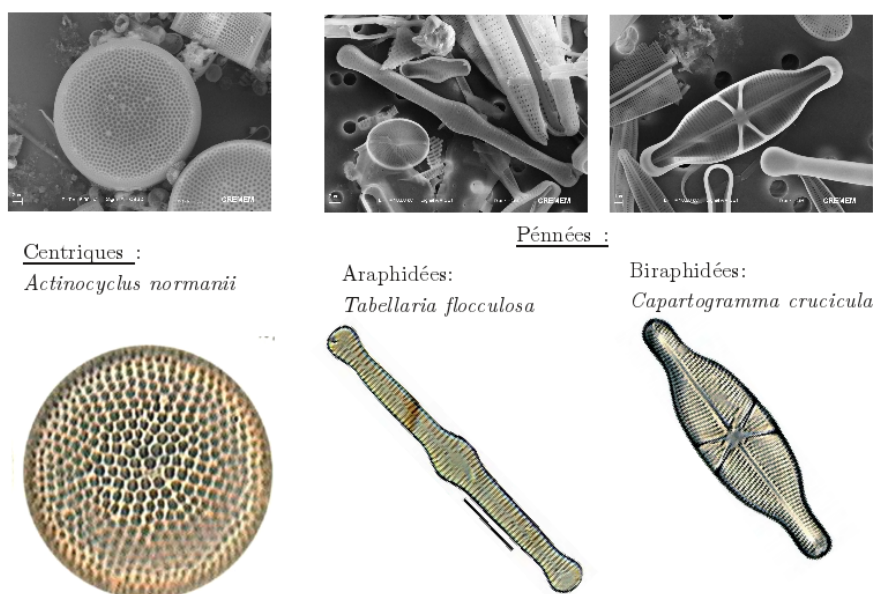 CREMEM
CREMEM
CREMEM
Centriques :
Actinocyclus normanii
Pénnées :
Araphidées:
Tabellaria flocculosa
Biraphidées:
Capartogramma crucicula